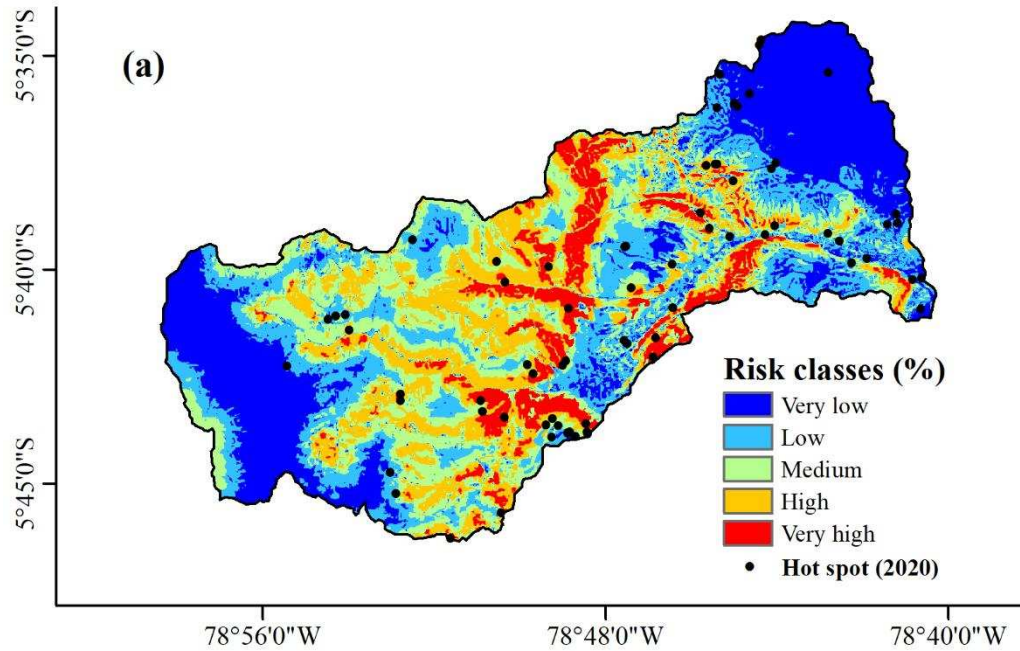 (a)
5°35'0"S
5°40'0"S
5°45'0"S
Risk classes (%)
Very low
Low
Medium
High
Very high
Hot spot (2020)
78°56'0"W
78°48'0"W
78°40'0"W